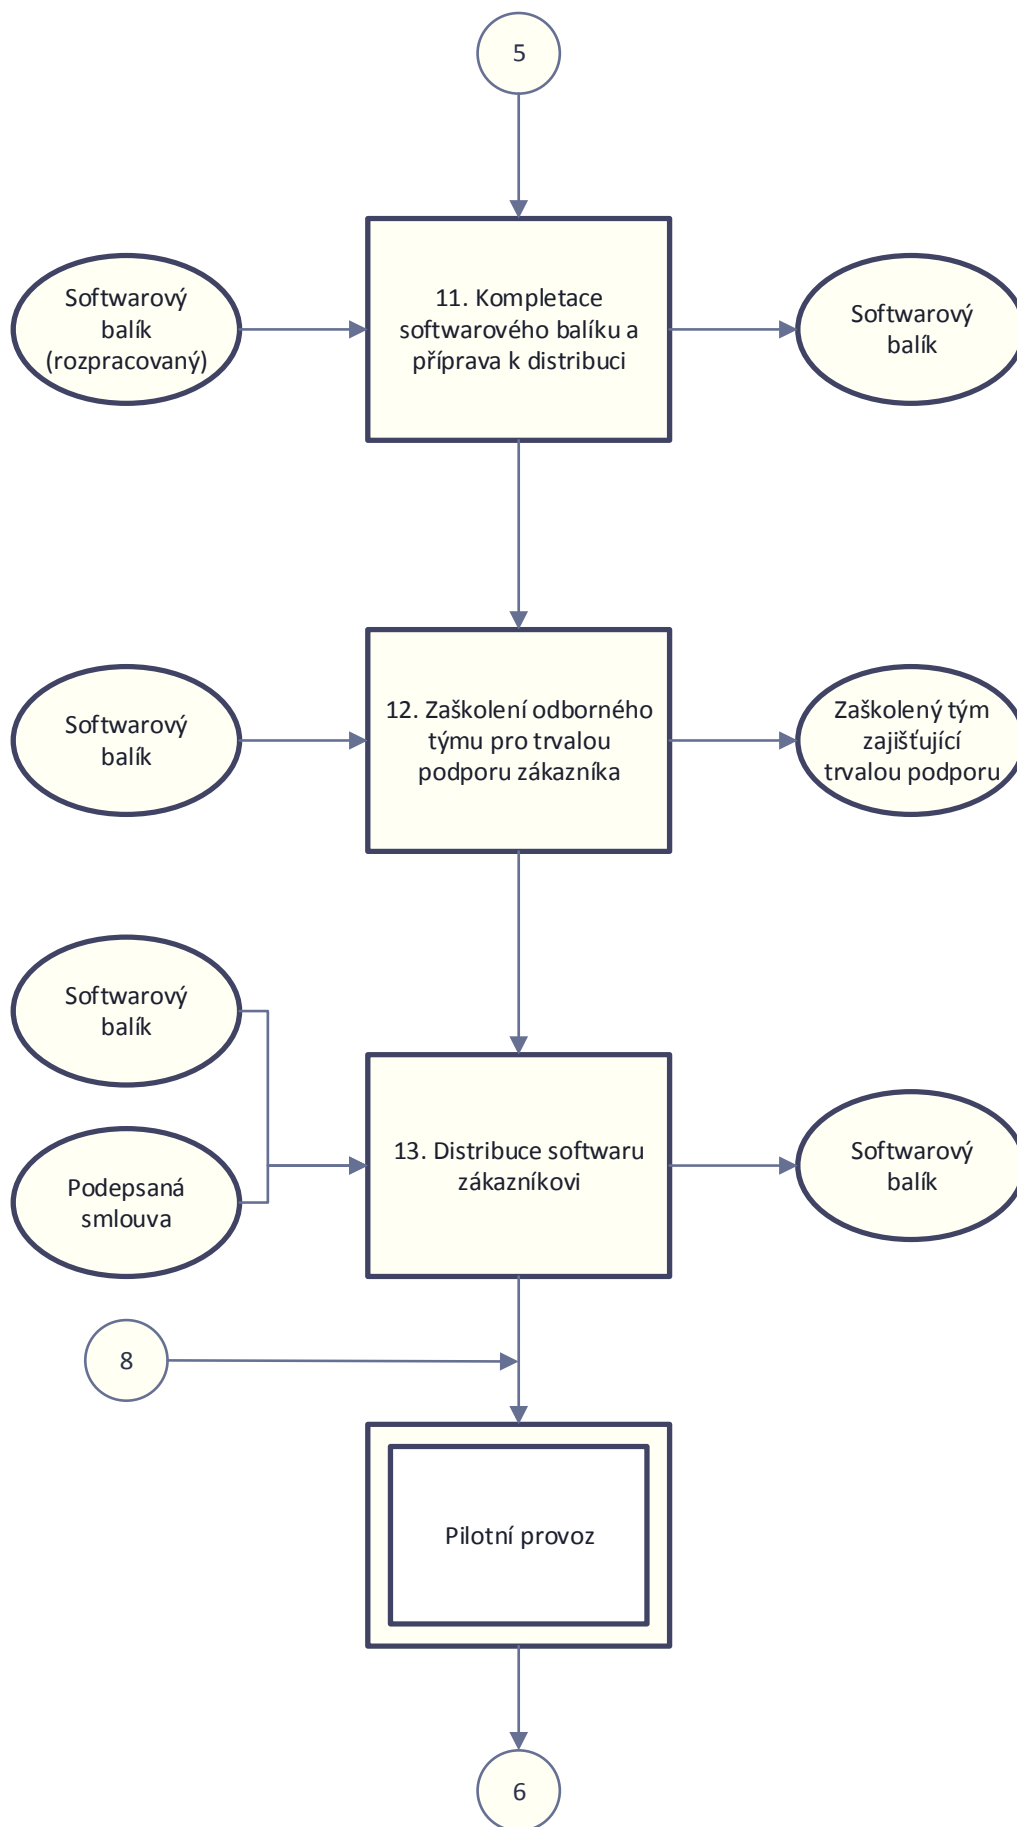 5
Softwarový
balík
(rozpracovaný)
11. Kompletace
softwarového balíku a
příprava k distribuci
Softwarový
balík
Softwarový
balík
12. Zaškolení odborného
týmu pro trvalou
podporu zákazníka
Zaškolený tým
zajišťující
trvalou podporu
Softwarový
balík
Podepsaná
smlouva
13. Distribuce softwaru
zákazníkovi
Softwarový
balík
8
Pilotní provoz
6